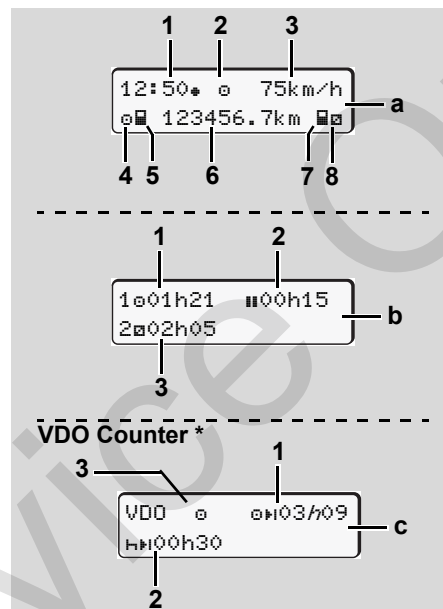 1 2 3
12:50● ⊙ 75km/h
⊙ 123456.7km ⍁
a
4 5 6 7 8
1 2
1⊙01h21 00h15
2⍁02h05
b
3
VDO Counter *
3 1
VDO ⊙ ⊙03h09
00h30
c
2
vice O